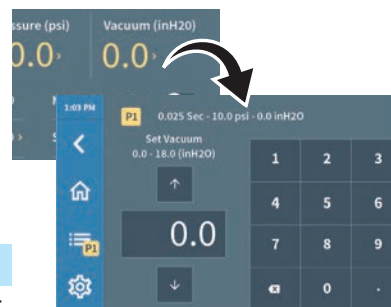 ssure (psi) Vacuum (inH20)
0.0› 0.0›
1:03 PM P1 0.025 Sec - 10.0 psi - 0.0 inH2O
Set Vacuum
0.0 - 18.0 (inH2O)
1 2 3
4 5 6
0.0
7 8 9
P1
0 .